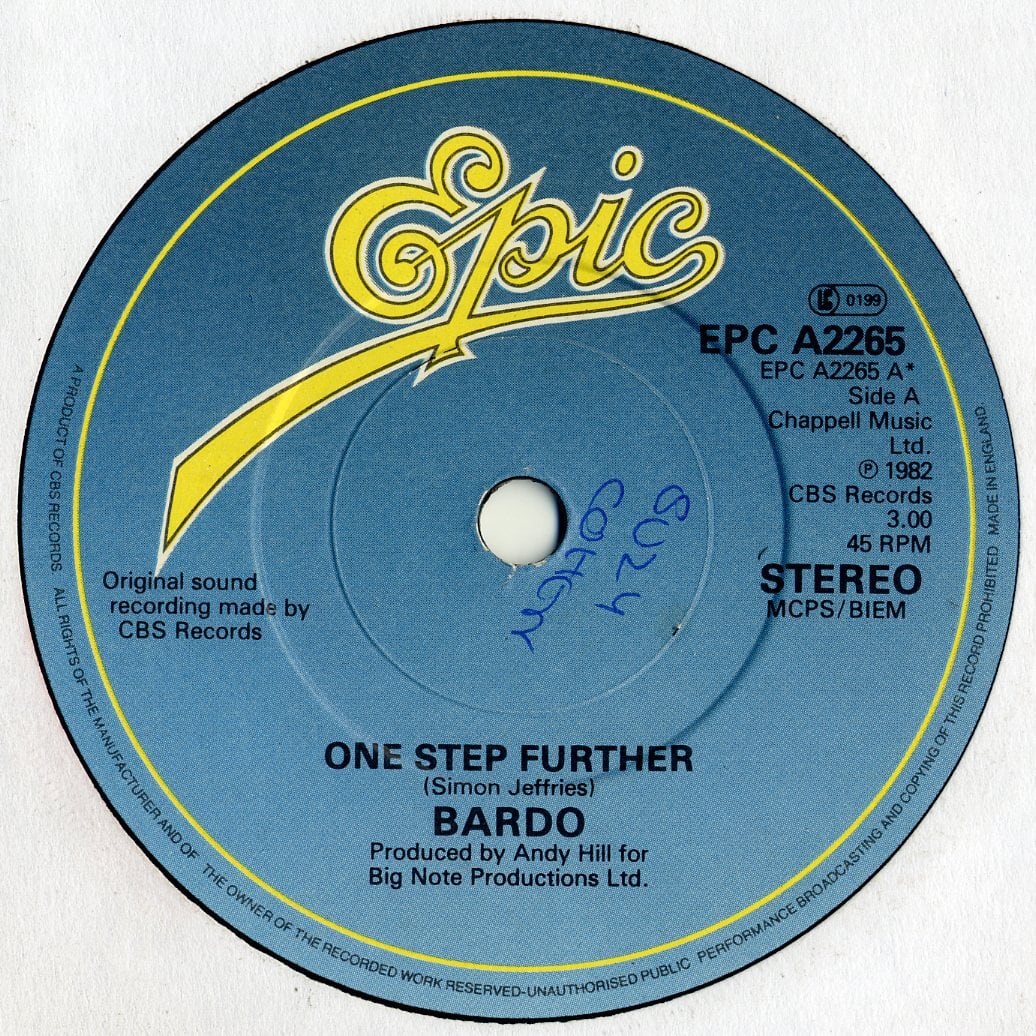 Epic
LC 0199
EPC A2265
EPC A2265 A*
Side A
Chappell Music
Ltd.
℗ 1982
CBS Records
3.00
45 RPM
STEREO
MCPS/BIEM
Original sound
recording made by
CBS Records
ONE STEP FURTHER
(Simon Jeffries)
BARDO
Produced by Andy Hill for
Big Note Productions Ltd.
A PRODUCT OF CBS RECORDS ALL RIGHTS OF THE MANUFACTURER AND OF THE OWNER OF THE RECORDED WORK RESERVED-UNAUTHORISED PUBLIC PERFORMANCE BROADCASTING AND COPYING OF THIS RECORD PROHIBITED MADE IN ENGLAND.